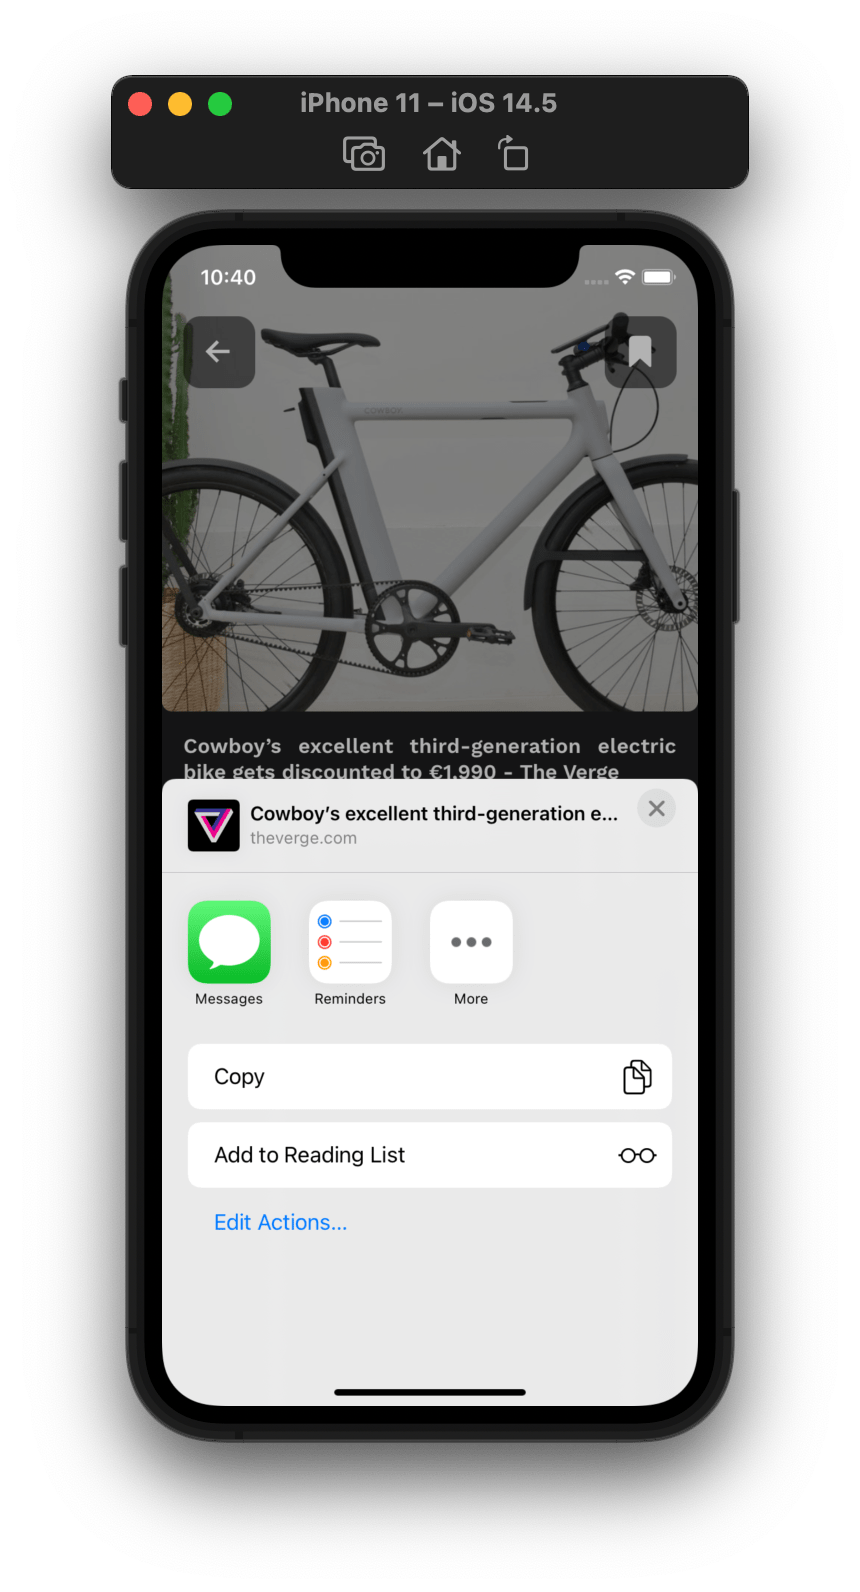 iPhone 11 – iOS 14.5
10:40
COWBOY
Cowboy’s excellent third-generation electric
bike gets discounted to €1,990 - The Verge
Cowboy’s excellent third-generation e...
theverge.com
Messages
Reminders
More
Copy
Add to Reading List
Edit Actions...